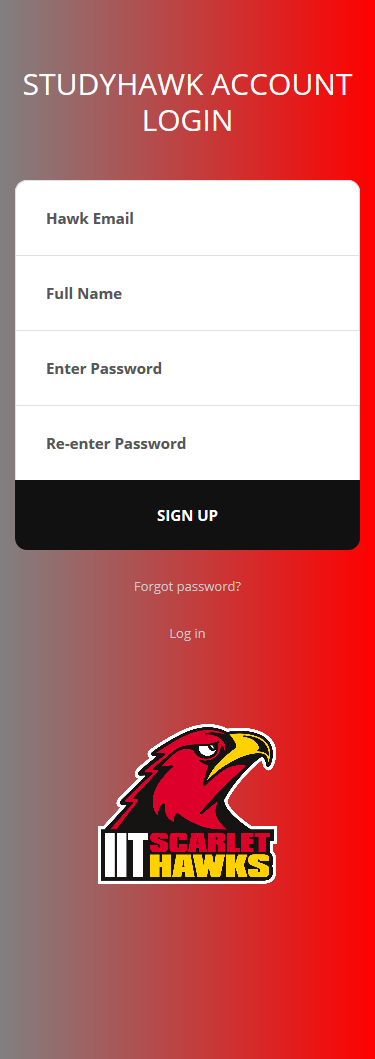 STUDYHAWK ACCOUNT
LOGIN
Hawk Email
Full Name
Enter Password
Re-enter Password
SIGN UP
Forgot password?
Log in
IIT SCARLET
HAWKS